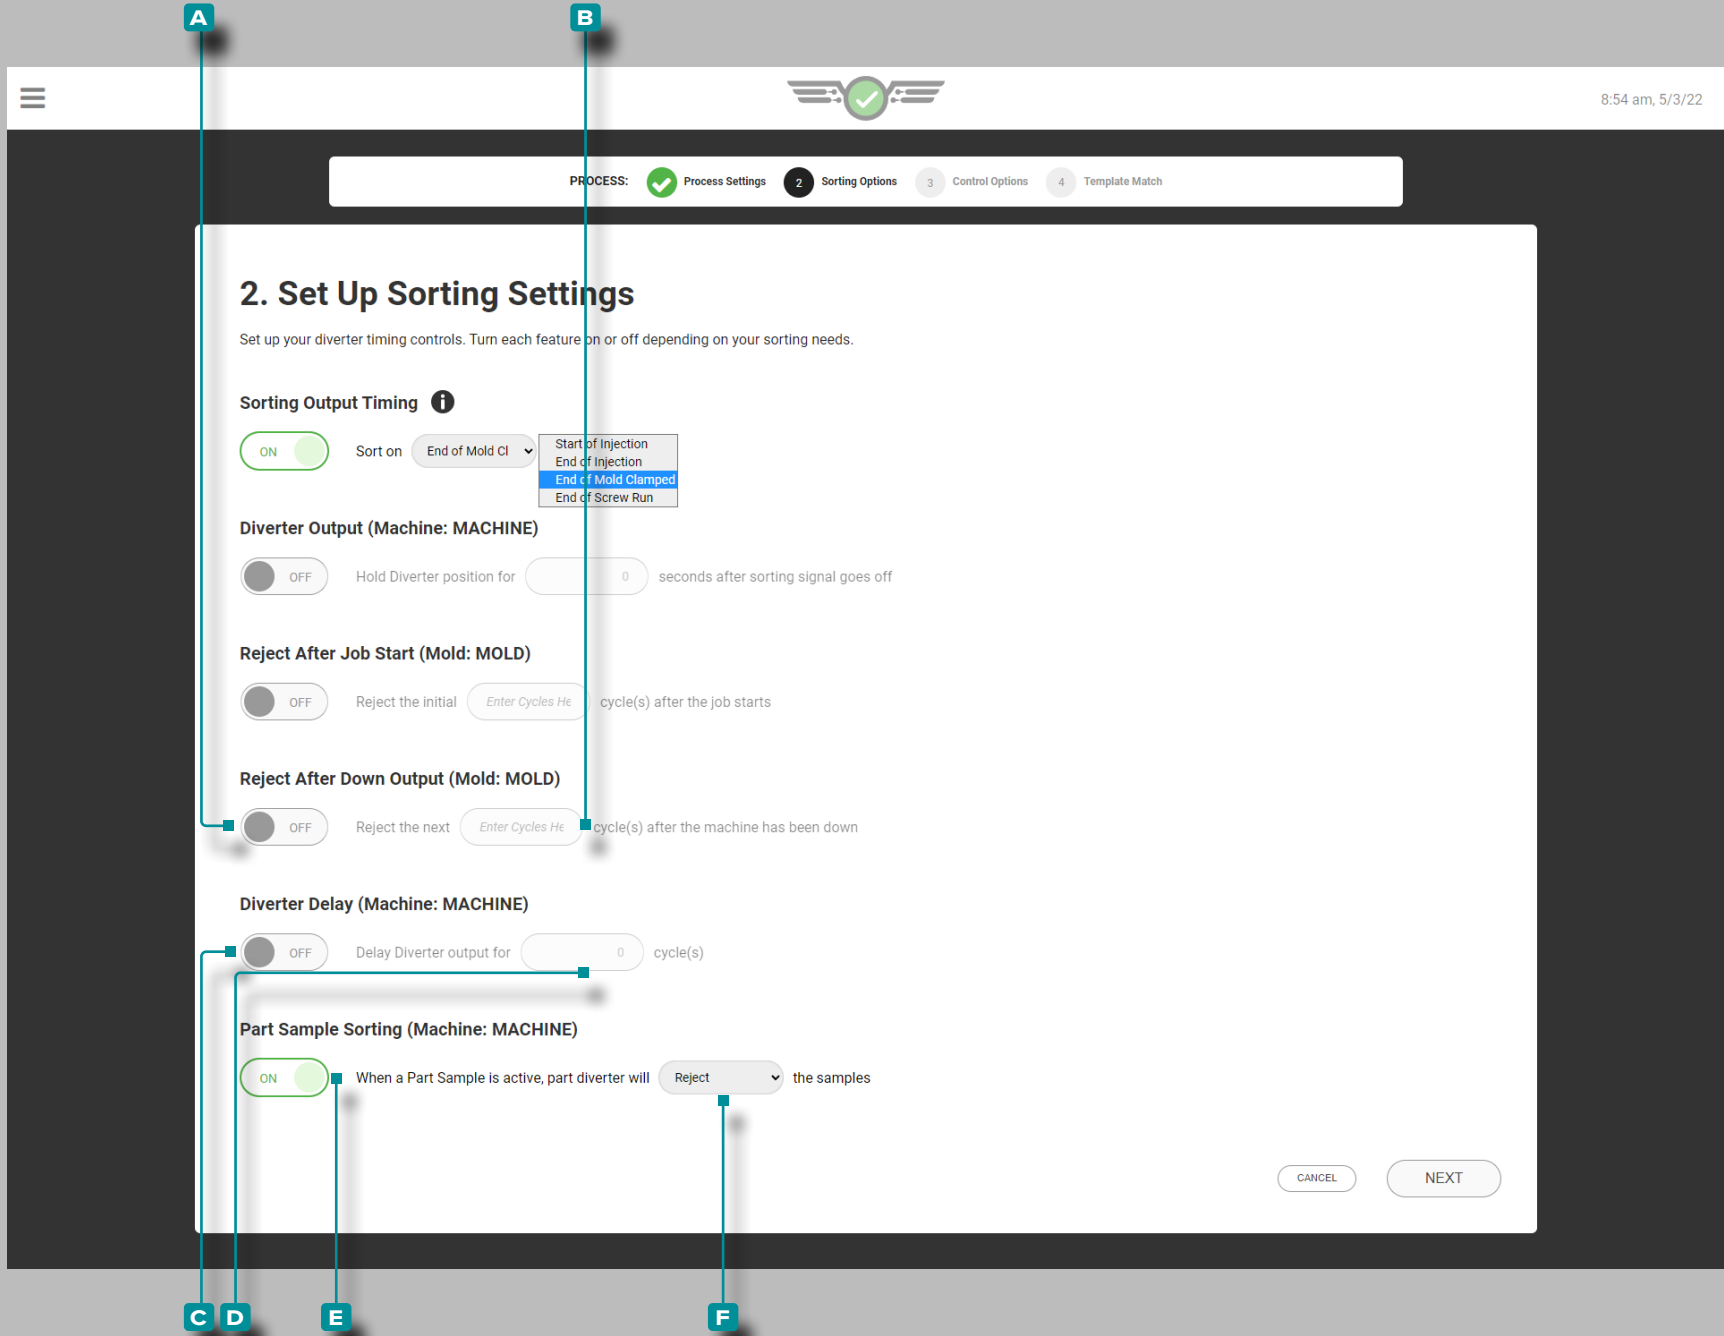 A B
8:54 am, 5/3/22
PROCESS: Process Settings 2 Sorting Options 3 Control Options 4 Template Match
2. Set Up Sorting Settings
Set up your diverter timing controls. Turn each feature on or off depending on your sorting needs.
Sorting Output Timing i
ON Sort on End of Mold Cl
Start of Injection
End of Injection
End of Mold Clamped
End of Screw Run
Diverter Output (Machine: MACHINE)
OFF Hold Diverter position for 0 seconds after sorting signal goes off
Reject After Job Start (Mold: MOLD)
OFF Reject the initial Enter Cycles He cycle(s) after the job starts
Reject After Down Output (Mold: MOLD)
OFF Reject the next Enter Cycles He cycle(s) after the machine has been down
Diverter Delay (Machine: MACHINE)
OFF Delay Diverter output for 0 cycle(s)
Part Sample Sorting (Machine: MACHINE)
ON When a Part Sample is active, part diverter will Reject the samples
CANCEL NEXT
C D E F